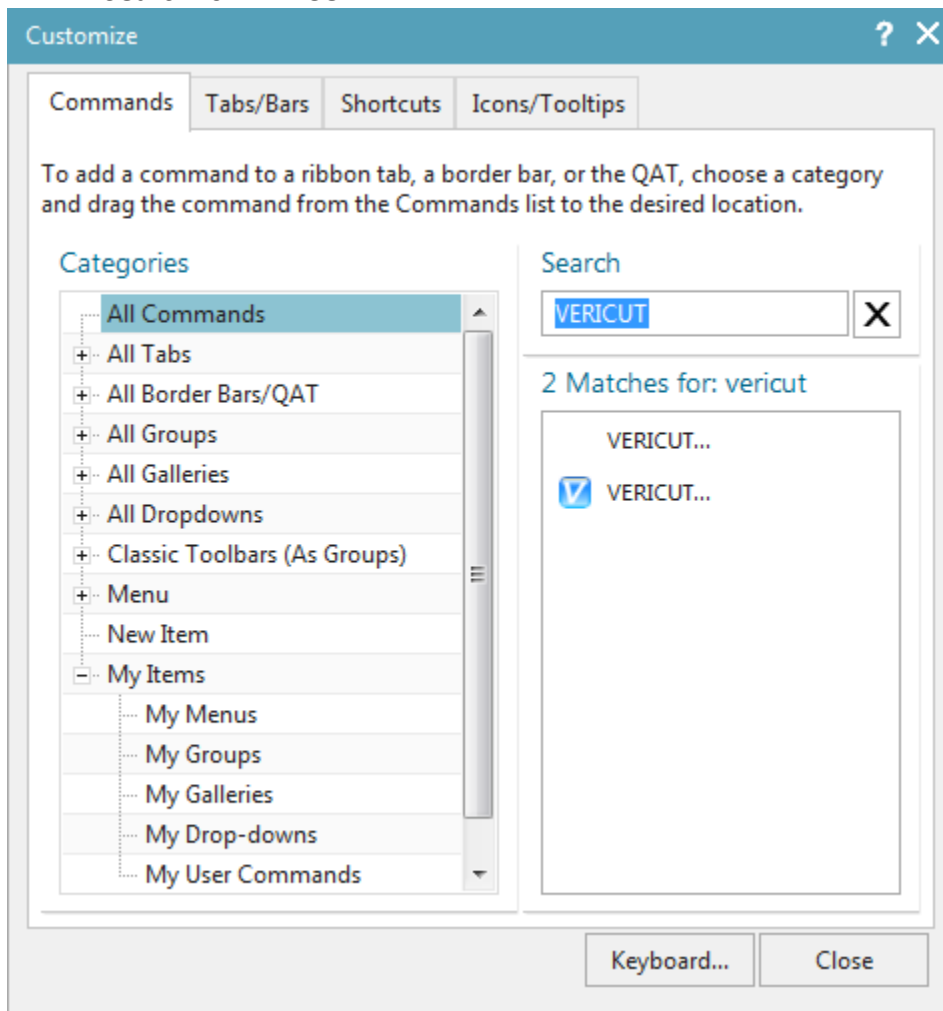 Customize
?
Commands
Tabs/Bars
Shortcuts
Icons/Tooltips
To add a command to a ribbon tab, a border bar, or the QAT, choose a category
and drag the command from the Commands list to the desired location.
Categories
All Commands
All Tabs
All Border Bars/QAT
All Groups
All Galleries
All Dropdowns
Classic Toolbars (As Groups)
Menu
New Item
My Items
My Menus
My Groups
My Galleries
My Drop-downs
My User Commands
Search
VERICUT
X
2 Matches for: vericut
VERICUT...
V VERICUT...
Keyboard...
Close